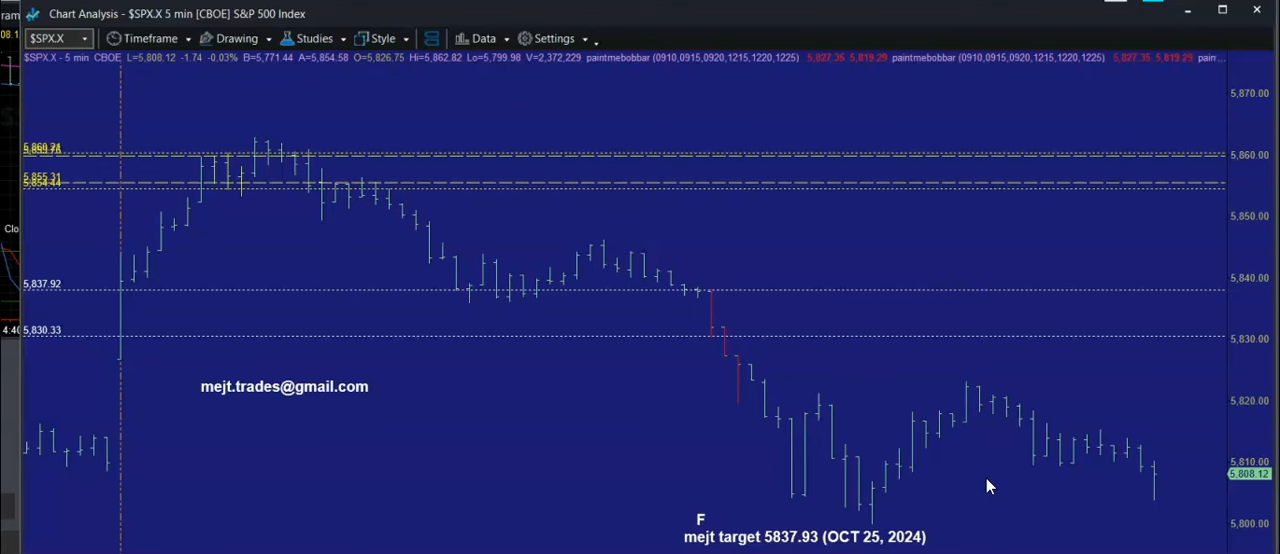 Chart Analysis - $SPX.X 5 min [CBOE] S&P 500 Index
$SPX.X Timeframe Drawing Studies Style Data Settings
$SPX.X - 5 min CBOE L=5,808.12 -1.74 -0.03% B=5,771.44 A=5,854.58 O=5,826.75 Hi=5,862.82 Lo=5,799.98 V=2,372,229 paintmebobbar (0910,0915,0920,1215,1220,1225) 5,827.35 5,819.29 paintmebobbar (0910,0915,0920,1215,1220,1225) 5,827.35 5,819.29 pain...
5,870.00
5,860.00
5,855.31
5,854.44
5,850.00
Clo
5,840.00
5,837.92
5,830.33
4:40
5,830.00
mejt.trades@gmail.com
5,820.00
5,810.00
5,808.12
F
5,800.00
mejt target 5837.93 (OCT 25, 2024)